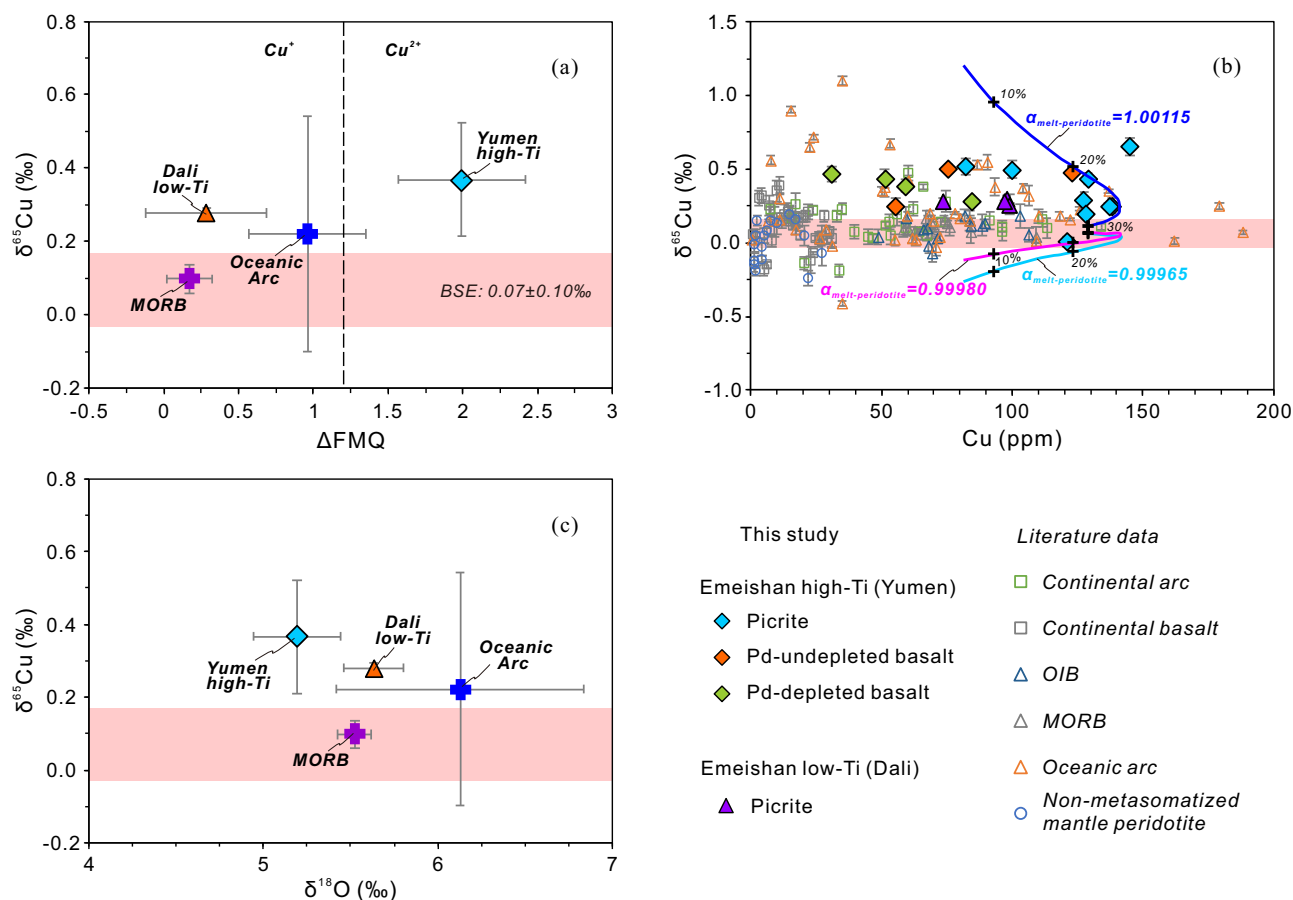 0.8
0.6
0.4
0.2
0.0
-0.2
δ⁶⁵Cu (‰)
Cu⁺
Cu²⁺
(a)
Yumen
high-Ti
Dali
low-Ti
Oceanic
Arc
MORB
BSE: 0.07±0.10‰
-0.5 0 0.5 1 1.5 2 2.5 3
ΔFMQ
1.5
1.0
0.5
0.0
-0.5
-1.0
δ⁶⁵Cu (‰)
(b)
10%
αmelt-peridotite=1.00115
20%
30%
10%
20%
αmelt-peridotite=0.99965
αmelt-peridotite=0.99980
0 50 100 150 200
Cu (ppm)
0.8
0.6
0.4
0.2
0.0
-0.2
δ⁶⁵Cu (‰)
(c)
Yumen
high-Ti
Dali
low-Ti
Oceanic
Arc
MORB
4 5 6 7
δ¹⁸O (‰)
This study
Emeishan high-Ti (Yumen)
Picrite
Pd-undepleted basalt
Pd-depleted basalt
Emeishan low-Ti (Dali)
Picrite
Literature data
Continental arc
Continental basalt
OIB
MORB
Oceanic arc
Non-metasomatized
mantle peridotite